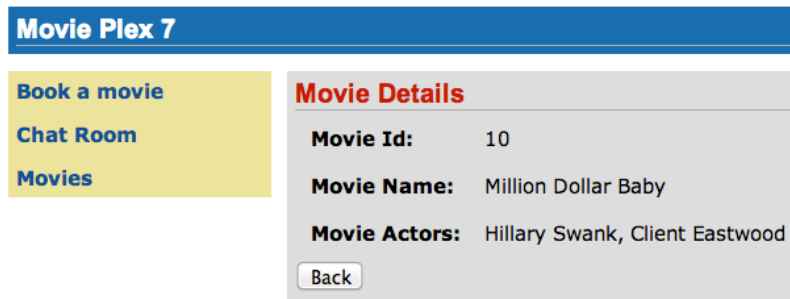 Movie Plex 7
Book a movie
Chat Room
Movies
Movie Details
Movie Id: 10
Movie Name: Million Dollar Baby
Movie Actors: Hillary Swank, Client Eastwood
Back